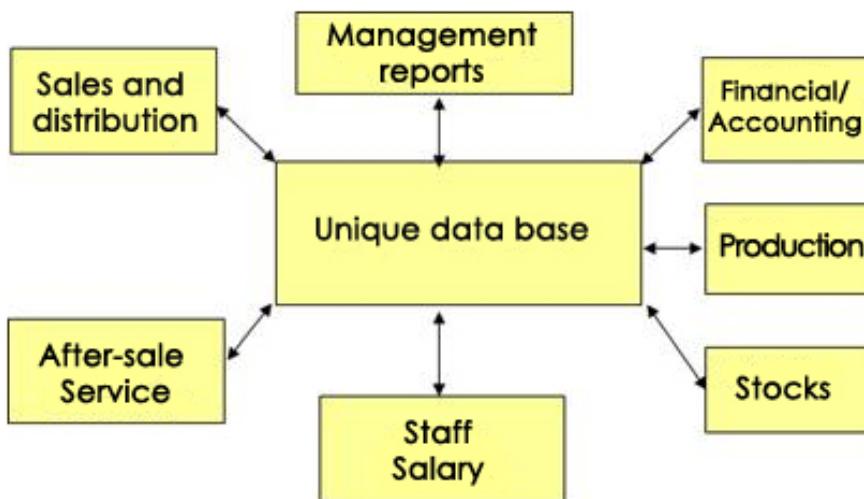 Management
reports
Sales and
distribution
Financial/
Accounting
Unique data base
Production
After-sale
Service
Stocks
Staff
Salary